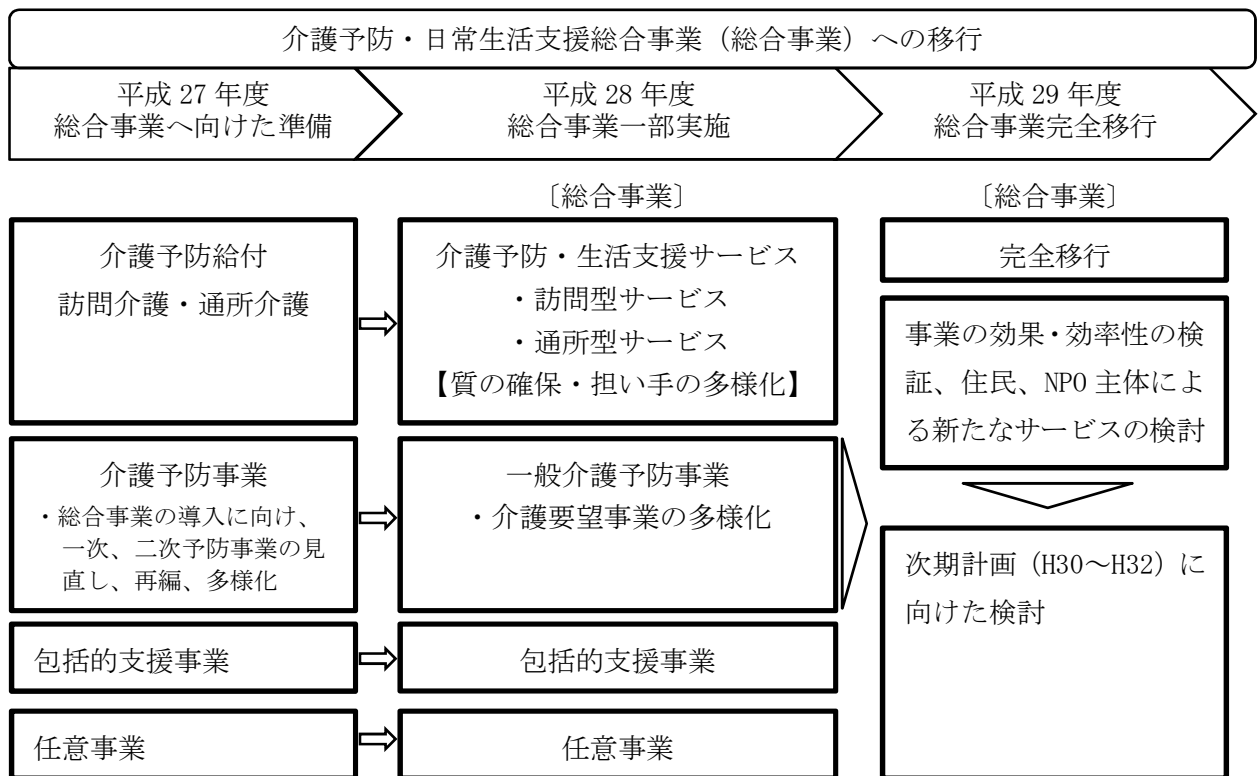 介護予防・日常生活支援総合事業（総合事業）への移行
平成 27 年度
総合事業へ向けた準備
平成 28 年度
総合事業一部実施
平成 29 年度
総合事業完全移行
〔総合事業〕
〔総合事業〕
介護予防給付
訪問介護・通所介護
介護予防・生活支援サービス
・訪問型サービス
・通所型サービス
【質の確保・担い手の多様化】
完全移行
事業の効果・効率性の検
証、住民、NPO 主体によ
る新たなサービスの検討
介護予防事業
・総合事業の導入に向け、
一次、二次予防事業の見
直し、再編、多様化
一般介護予防事業
・介護要望事業の多様化
次期計画（H30～H32）に
向けた検討
包括的支援事業
包括的支援事業
任意事業
任意事業